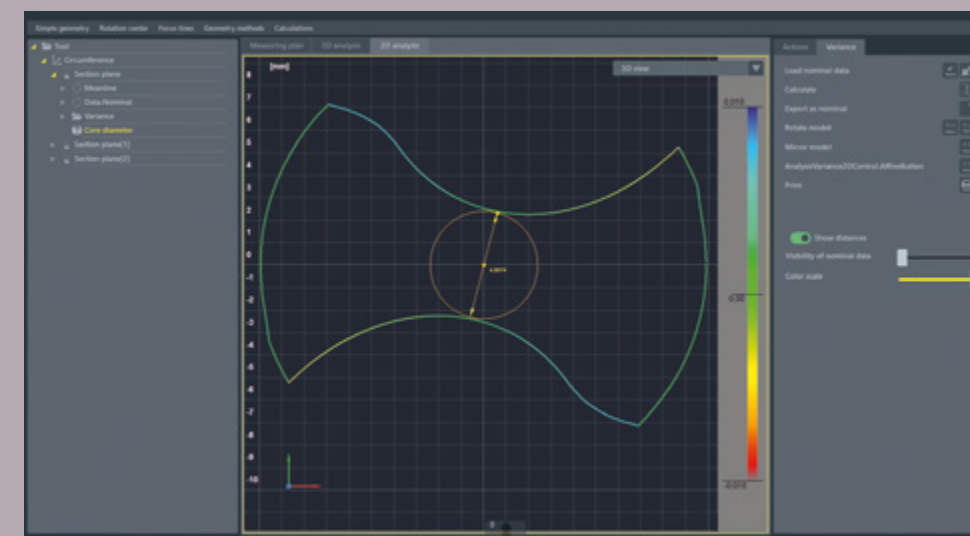 Simple geometry Rotation center Focus lines Geometry methods Calculations
Tool
Circumference
Section plane
Meanline
Data.Nominal
Variance
Core diameter
Section plane[1]
Section plane[2]
Measuring plan 3D analysis 2D analysis
[mm]
3D view
8
7
6
5
4
3
2
1
0
-1
-2
-3
-4
-5
-6
-7
-8
-9
-10
0.010
0.00
-0.010
Actions Variance
Load nominal data
Calculate
Export as nominal
Rotate model
Mirror model
AnalysisVariance2DControl.AffineButton
Print
Show distances
Visibility of nominal data
Color scale